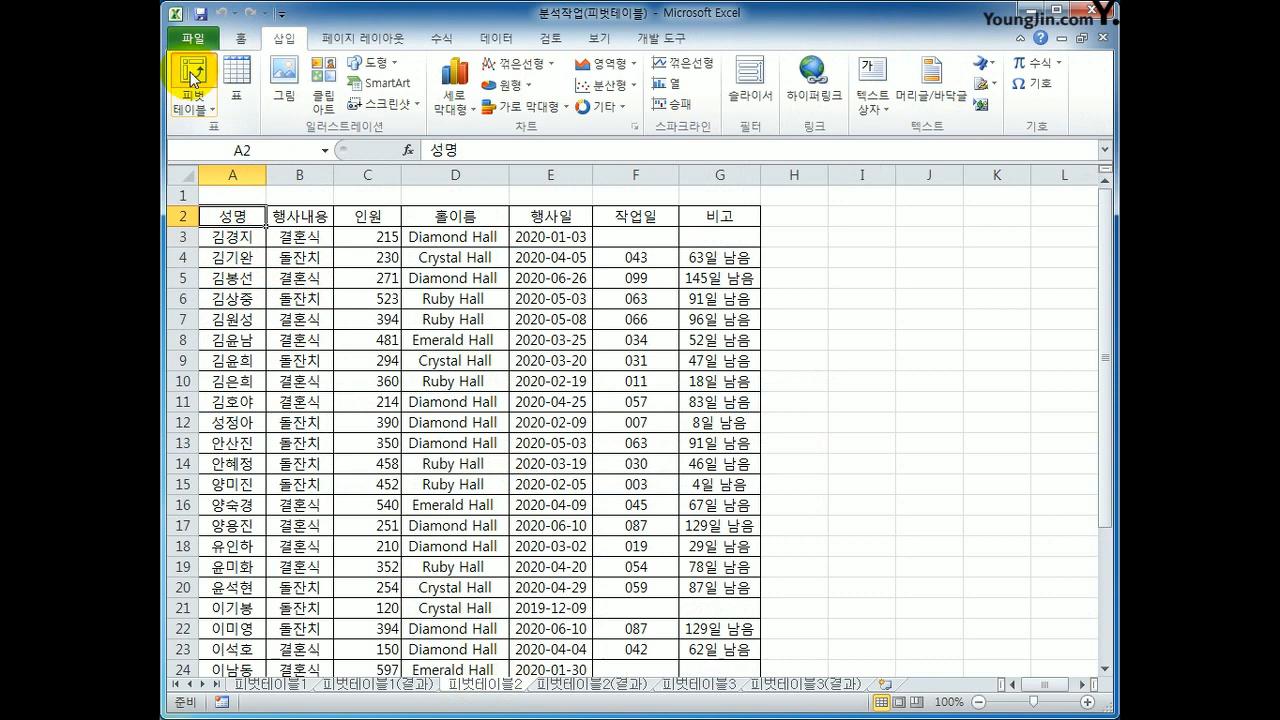 분석작업(피벗테이블) - Microsoft Excel
YoungJin.com Y.
파일 홈 삽입 페이지 레이아웃 수식 데이터 검토 보기 개발 도구
피벗 테이블 표 그림 클립 아트 도형 SmartArt 스크린샷 세로 막대형 꺾은선형 원형 가로 막대형 영역형 분산형 기타 꺾은선형 열 승패 슬라이서 하이퍼링크 텍스트 상자 머리글/바닥글 수식 기호
표 일러스트레이션 차트 스파크라인 필터 링크 텍스트 기호
A2 fx 성명
A B C D E F G H I J K L
1
2 성명 행사내용 인원 홀이름 행사일 작업일 비고
3 김경지 결혼식 215 Diamond Hall 2020-01-03
4 김기완 돌잔치 230 Crystal Hall 2020-04-05 043 63일 남음
5 김봉선 결혼식 271 Diamond Hall 2020-06-26 099 145일 남음
6 김상중 돌잔치 523 Ruby Hall 2020-05-03 063 91일 남음
7 김원성 결혼식 394 Ruby Hall 2020-05-08 066 96일 남음
8 김윤남 결혼식 481 Emerald Hall 2020-03-25 034 52일 남음
9 김윤희 돌잔치 294 Crystal Hall 2020-03-20 031 47일 남음
10 김은희 결혼식 360 Ruby Hall 2020-02-19 011 18일 남음
11 김호야 결혼식 214 Diamond Hall 2020-04-25 057 83일 남음
12 성정아 돌잔치 390 Diamond Hall 2020-02-09 007 8일 남음
13 안산진 돌잔치 350 Diamond Hall 2020-05-03 063 91일 남음
14 안혜정 돌잔치 458 Ruby Hall 2020-03-19 030 46일 남음
15 양미진 돌잔치 452 Ruby Hall 2020-02-05 003 4일 남음
16 양숙경 결혼식 540 Emerald Hall 2020-04-09 045 67일 남음
17 양용진 결혼식 251 Diamond Hall 2020-06-10 087 129일 남음
18 유인하 결혼식 210 Diamond Hall 2020-03-02 019 29일 남음
19 윤미화 결혼식 352 Ruby Hall 2020-04-20 054 78일 남음
20 윤석현 돌잔치 254 Crystal Hall 2020-04-29 059 87일 남음
21 이기봉 돌잔치 120 Crystal Hall 2019-12-09
22 이미영 돌잔치 394 Diamond Hall 2020-06-10 087 129일 남음
23 이석호 결혼식 150 Diamond Hall 2020-04-04 042 62일 남음
24 이남동 결혼식 597 Emerald Hall 2020-01-30
피벗테이블1 피벗테이블1(결과) 피벗테이블2 피벗테이블2(결과) 피벗테이블3 피벗테이블3(결과)
준비 100%